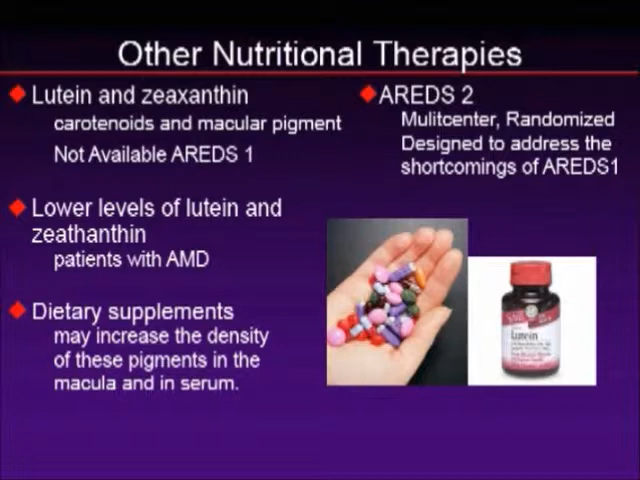 Other Nutritional Therapies
Lutein and zeaxanthin
carotenoids and macular pigment
Not Available AREDS 1
Lower levels of lutein and
zeathanthin
patients with AMD
Dietary supplements
may increase the density
of these pigments in the
macula and in serum.
AREDS 2
Mulitcenter, Randomized
Designed to address the
shortcomings of AREDS1
Lutein